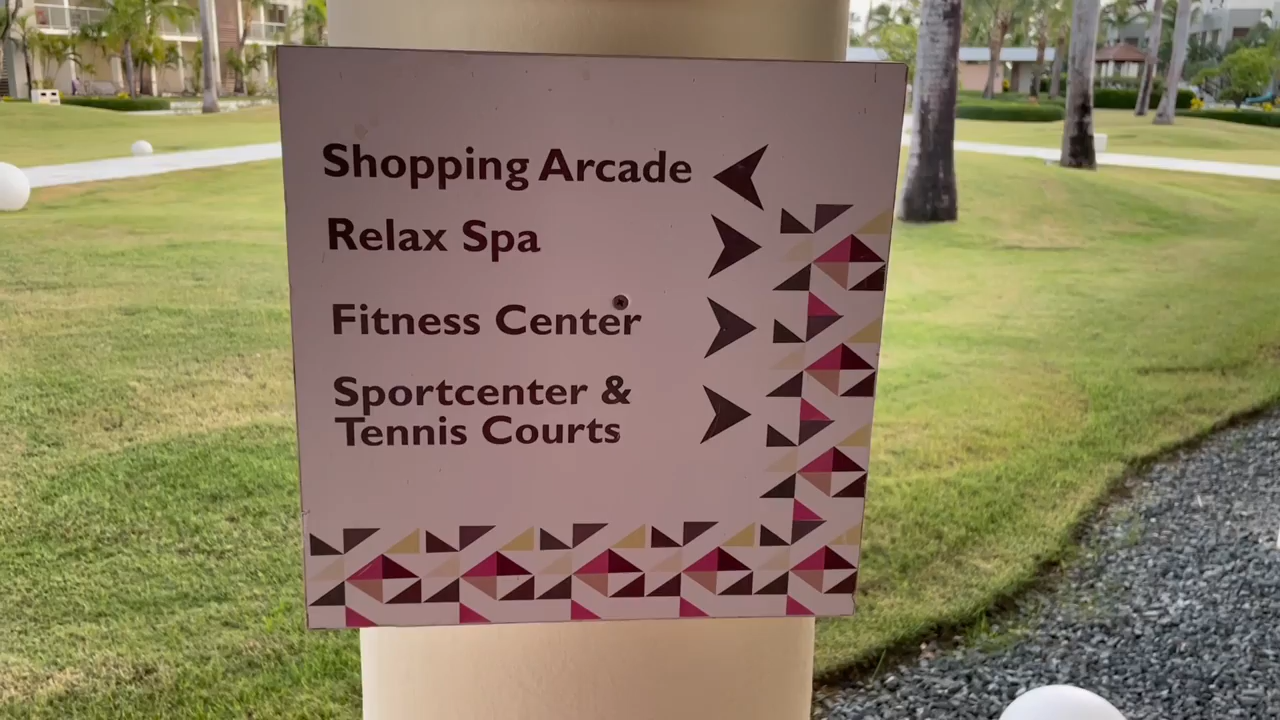 Shopping Arcade
Relax Spa
Fitness Center
Sportcenter &
Tennis Courts